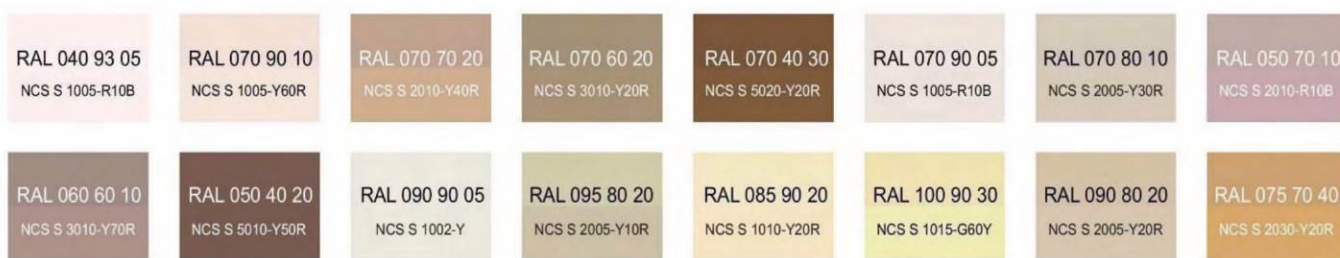 RAL 040 93 05
NCS S 1005-R10B
RAL 070 90 10
NCS S 1005-Y60R
RAL 070 70 20
NCS S 2010-Y40R
RAL 070 60 20
NCS S 3010-Y20R
RAL 070 40 30
NCS S 5020-Y20R
RAL 070 90 05
NCS S 1005-R10B
RAL 070 80 10
NCS S 2005-Y30R
RAL 050 70 10
NCS S 2010-R10B
RAL 060 60 10
NCS S 3010-Y70R
RAL 050 40 20
NCS S 5010-Y50R
RAL 090 90 05
NCS S 1002-Y
RAL 095 80 20
NCS S 2005-Y10R
RAL 085 90 20
NCS S 1010-Y20R
RAL 100 90 30
NCS S 1015-G60Y
RAL 090 80 20
NCS S 2005-Y20R
RAL 075 70 40
NCS S 2030-Y20R